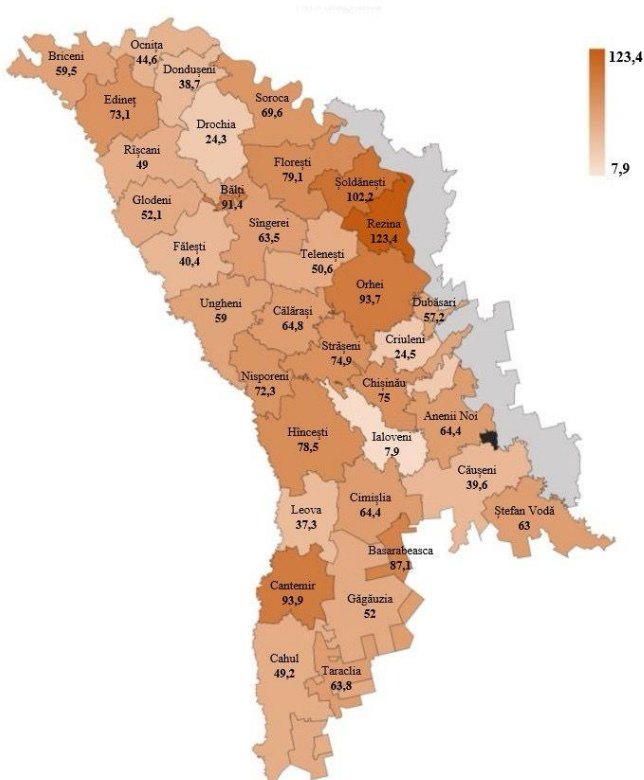 Ocnița
44,6
Briceni
59,5
Dondușeni
38,7
Edineț
73,1
Soroca
69,6
Drochia
24,3
Rîșcani
49
Florești
79,1
Șoldănești
102,2
Bălți
91,4
Glodeni
52,1
Sîngerei
63,5
Rezina
123,4
Fălești
40,4
Telenești
50,6
Orhei
93,7
Ungheni
59
Călărași
64,8
Dubăsari
57,2
Criuleni
24,5
Strășeni
74,9
Nisporeni
72,3
Chișinău
75
Anenii Noi
64,4
Hîncești
78,5
Ialoveni
7,9
Căușeni
39,6
Leova
37,3
Cimișlia
64,4
Ștefan Vodă
63
Basarabeasca
87,1
Cantemir
93,9
Găgăuzia
52
Cahul
49,2
Taraclia
63,8
123,4
7,9